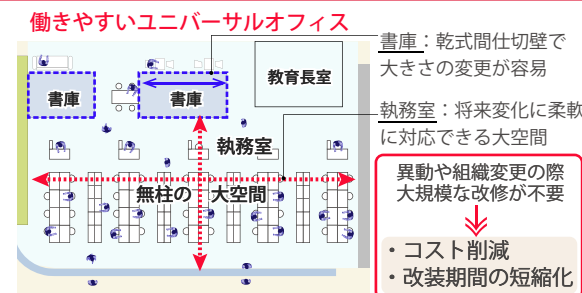 働きやすいユニバーサルオフィス
書庫：乾式間仕切壁で
大きさの変更が容易
教育長室
書庫
書庫
執務室：将来変化に柔軟
に対応できる大空間
執務室
無柱の 大空間
異動や組織変更の際
大規模な改修が不要
・コスト削減
・改装期間の短縮化